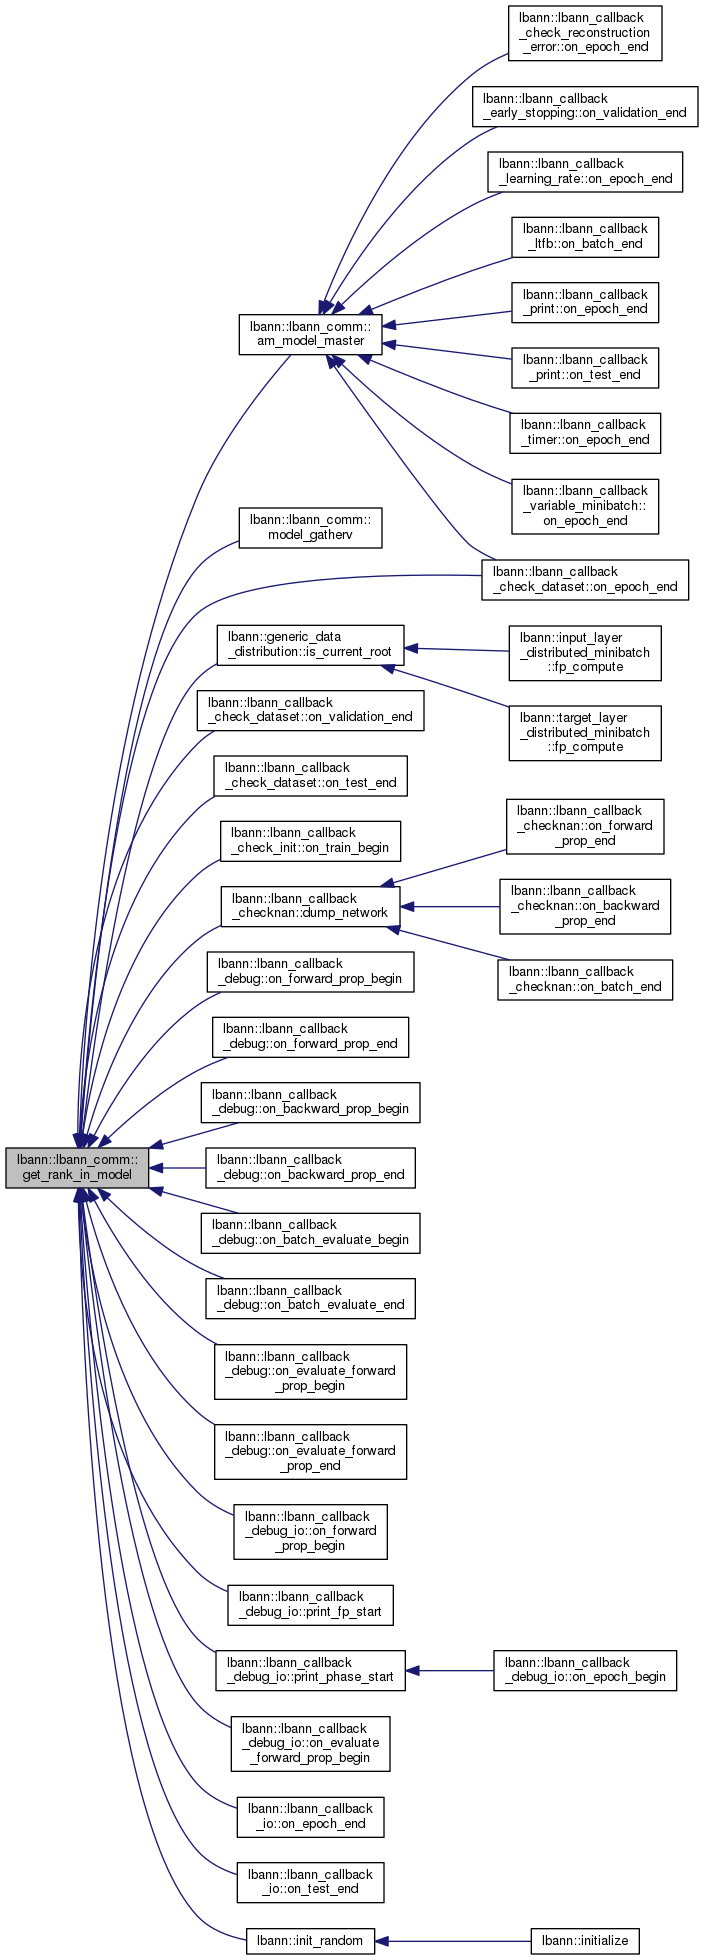 lbann::lbann_callback
_check_reconstruction
_error::on_epoch_end
lbann::lbann_callback
_early_stopping::on_validation_end
lbann::lbann_callback
_learning_rate::on_epoch_end
lbann::lbann_callback
_ltfb::on_batch_end
lbann::lbann_callback
_print::on_epoch_end
lbann::lbann_comm::
am_model_master
lbann::lbann_callback
_print::on_test_end
lbann::lbann_callback
_timer::on_epoch_end
lbann::lbann_callback
_variable_minibatch::
on_epoch_end
lbann::lbann_comm::
model_gatherv
lbann::lbann_callback
_check_dataset::on_epoch_end
lbann::generic_data
_distribution::is_current_root
lbann::input_layer
_distributed_minibatch
::fp_compute
lbann::lbann_callback
_check_dataset::on_validation_end
lbann::target_layer
_distributed_minibatch
::fp_compute
lbann::lbann_callback
_check_dataset::on_test_end
lbann::lbann_callback
_check_init::on_train_begin
lbann::lbann_callback
_checknan::on_forward
_prop_end
lbann::lbann_callback
_checknan::dump_network
lbann::lbann_callback
_checknan::on_backward
_prop_end
lbann::lbann_callback
_debug::on_forward_prop_begin
lbann::lbann_callback
_checknan::on_batch_end
lbann::lbann_callback
_debug::on_forward_prop_end
lbann::lbann_callback
_debug::on_backward_prop_begin
lbann::lbann_comm::
get_rank_in_model
lbann::lbann_callback
_debug::on_backward_prop_end
lbann::lbann_callback
_debug::on_batch_evaluate_begin
lbann::lbann_callback
_debug::on_batch_evaluate_end
lbann::lbann_callback
_debug::on_evaluate_forward
_prop_begin
lbann::lbann_callback
_debug::on_evaluate_forward
_prop_end
lbann::lbann_callback
_debug_io::on_forward
_prop_begin
lbann::lbann_callback
_debug_io::print_fp_start
lbann::lbann_callback
_debug_io::print_phase_start
lbann::lbann_callback
_debug_io::on_epoch_begin
lbann::lbann_callback
_debug_io::on_evaluate
_forward_prop_begin
lbann::lbann_callback
_io::on_epoch_end
lbann::lbann_callback
_io::on_test_end
lbann::init_random
lbann::initialize